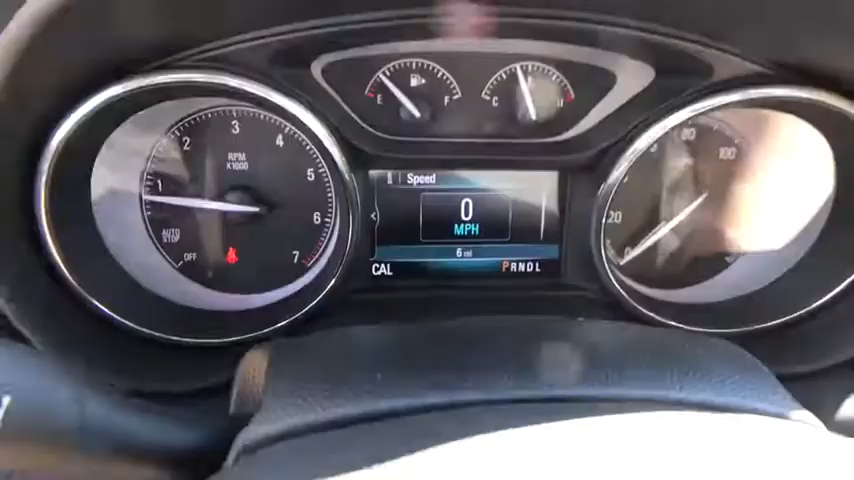 E F
C H
1 2 3 4 5 6 7
RPM
X1000
AUTO
STOP
OFF
Speed
0
MPH
6 mi
CAL PRNDL
0 20 80 100